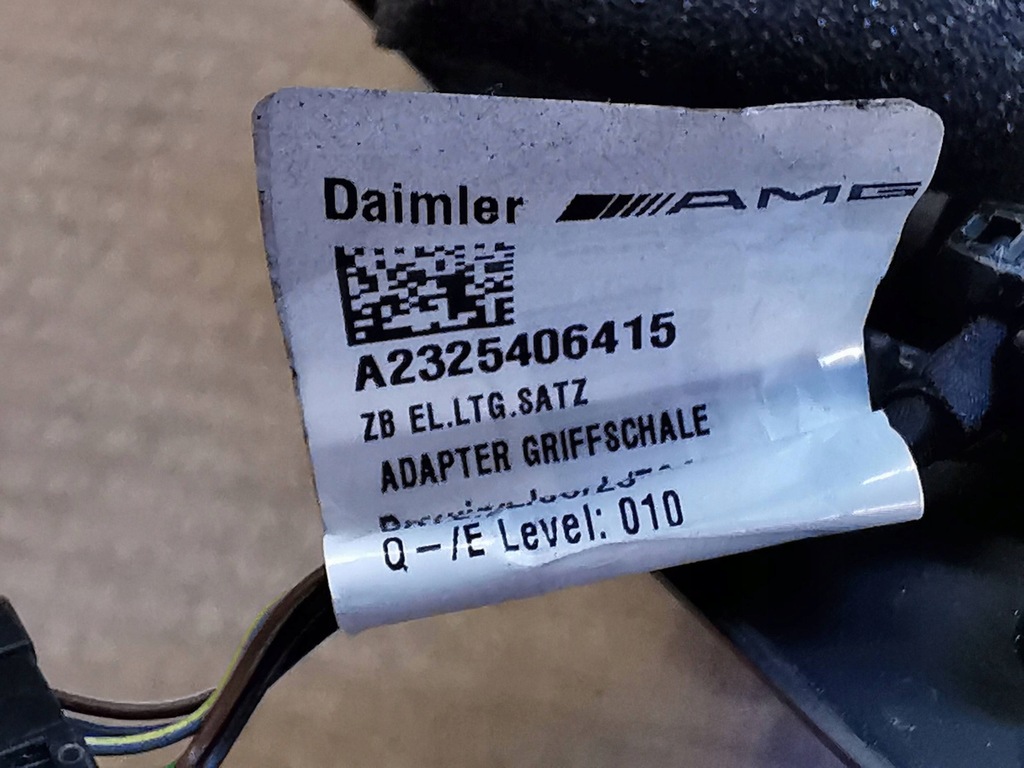 Daimler AMG
A2325406415
ZB EL.LTG.SATZ
ADAPTER GRIFFSCHALE
Q-/E Level: 010